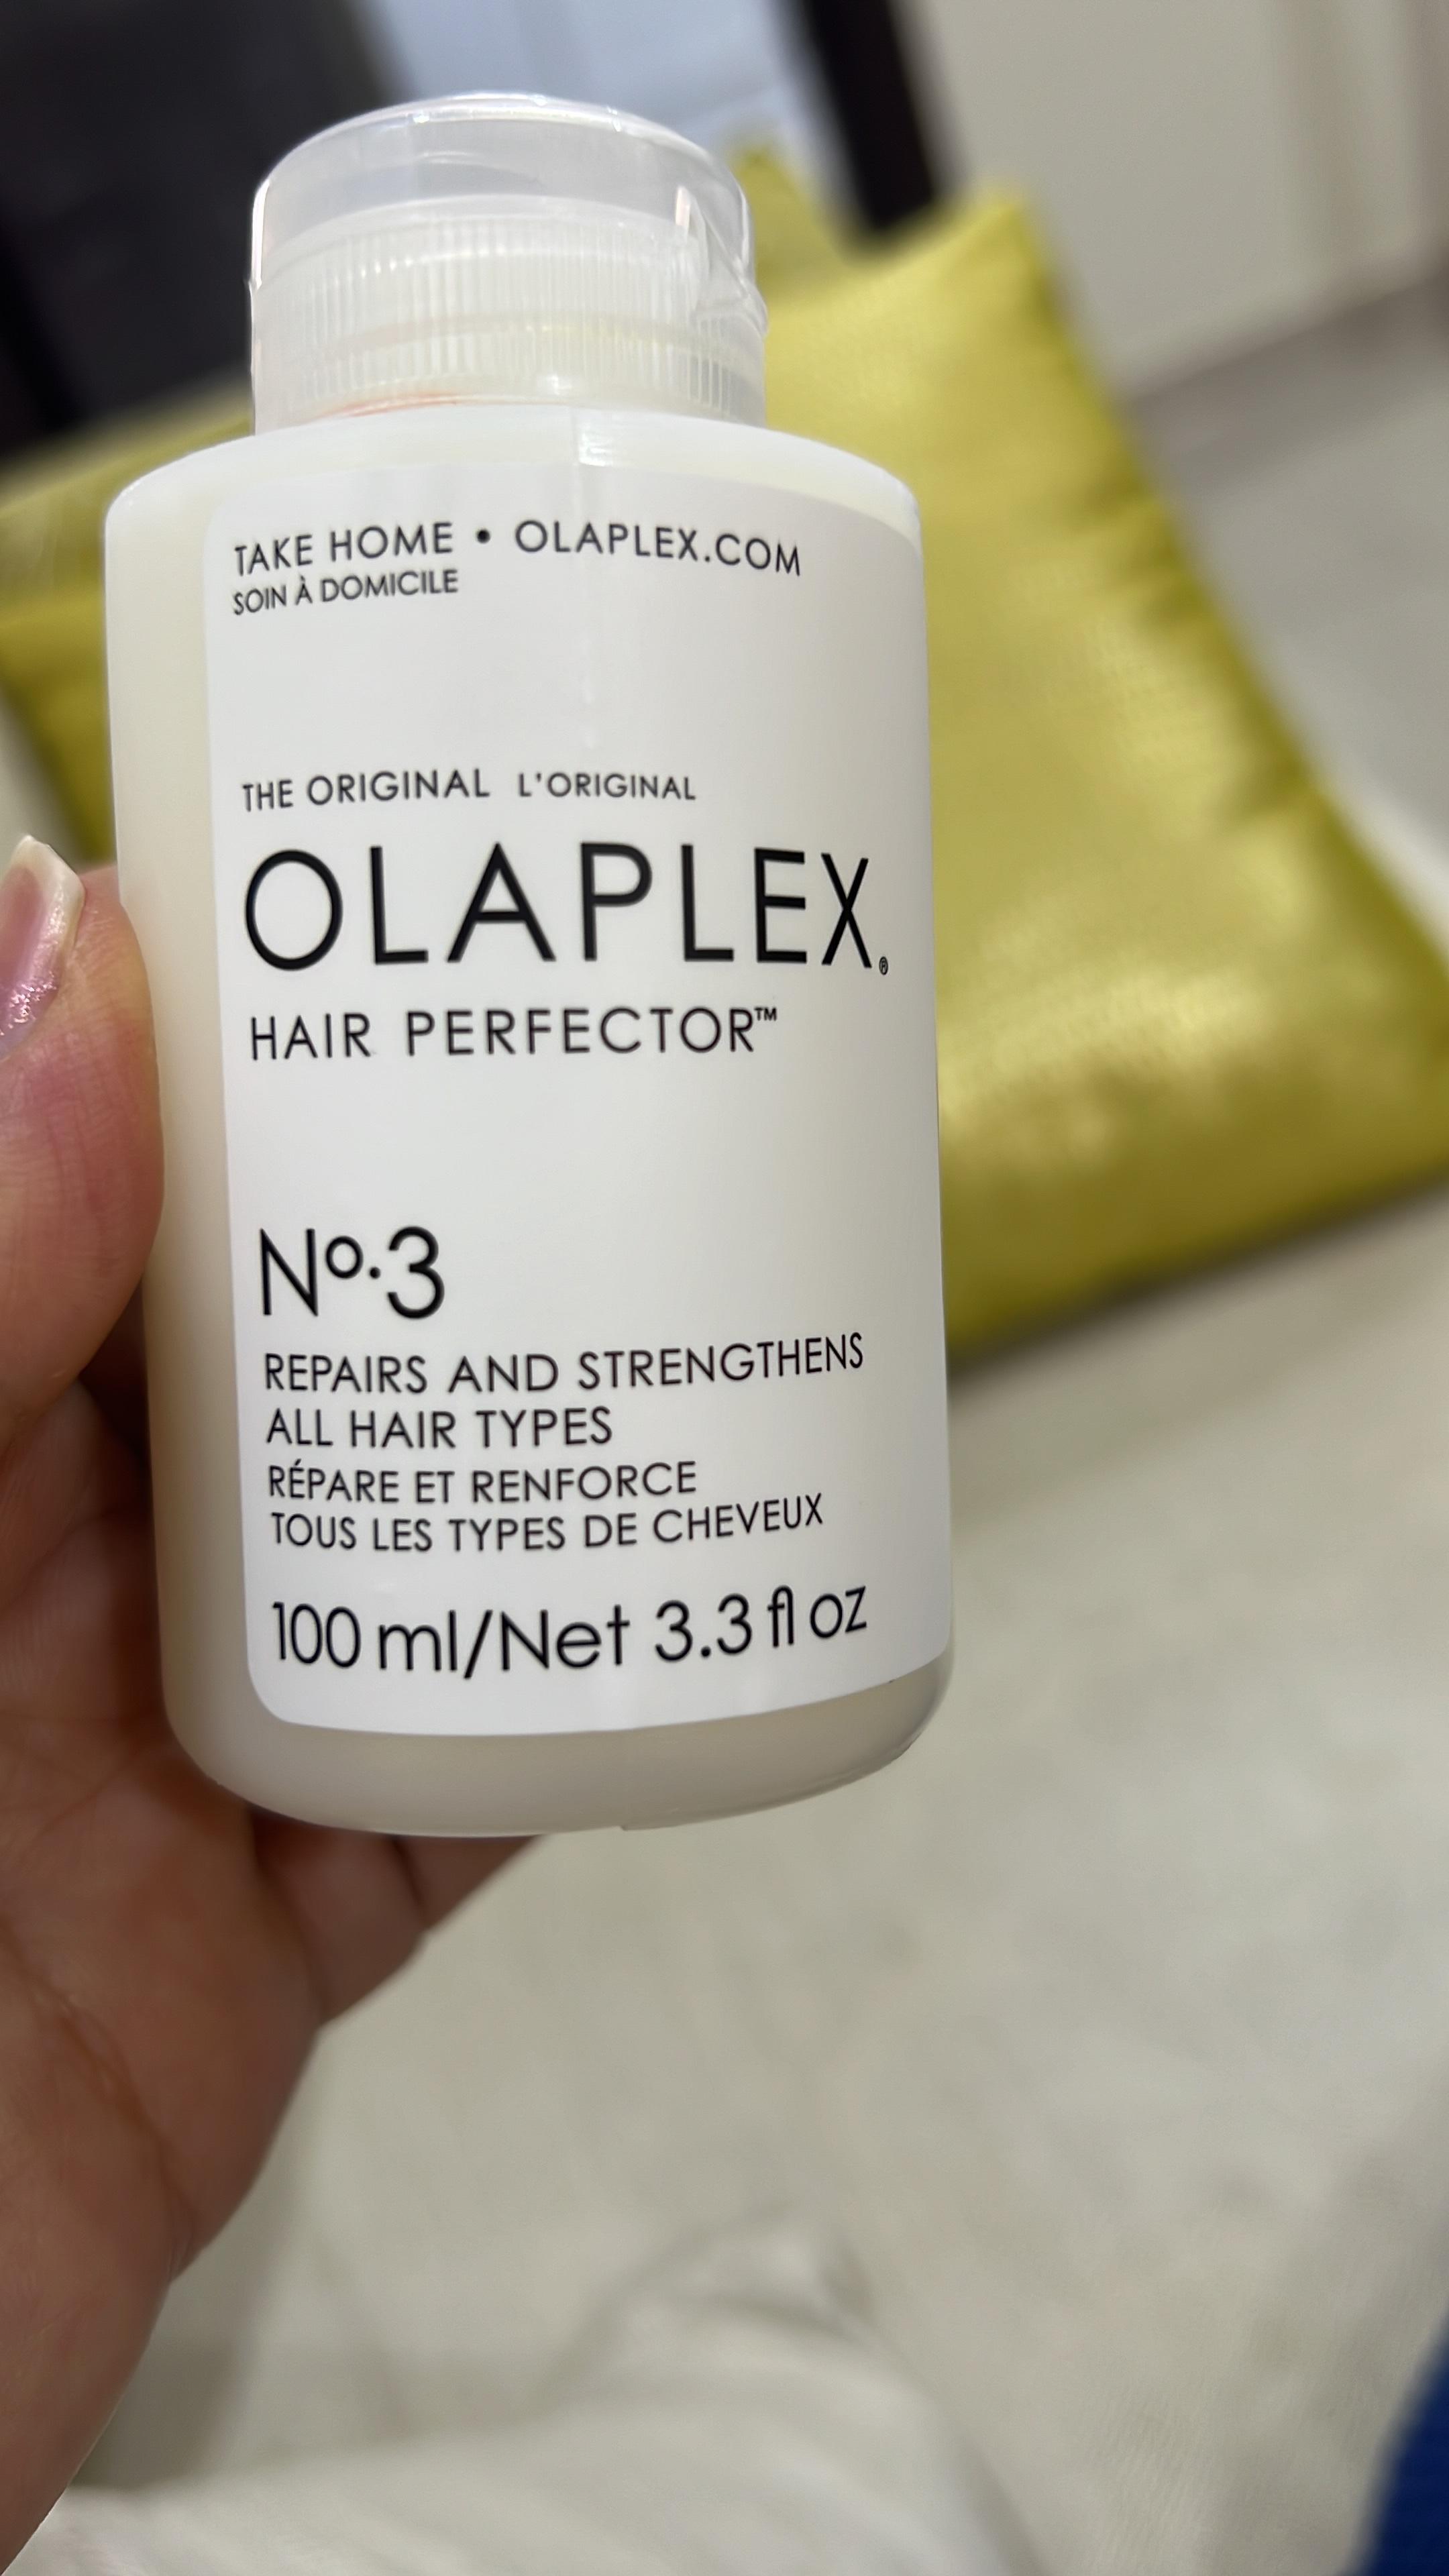 TAKE HOME • OLAPLEX.COM
SOIN À DOMICILE
THE ORIGINAL L'ORIGINAL
OLAPLEX®
HAIR PERFECTOR™
Nº.3
REPAIRS AND STRENGTHENS
ALL HAIR TYPES
RÉPARE ET RENFORCE
TOUS LES TYPES DE CHEVEUX
100 ml/Net 3.3 fl oz